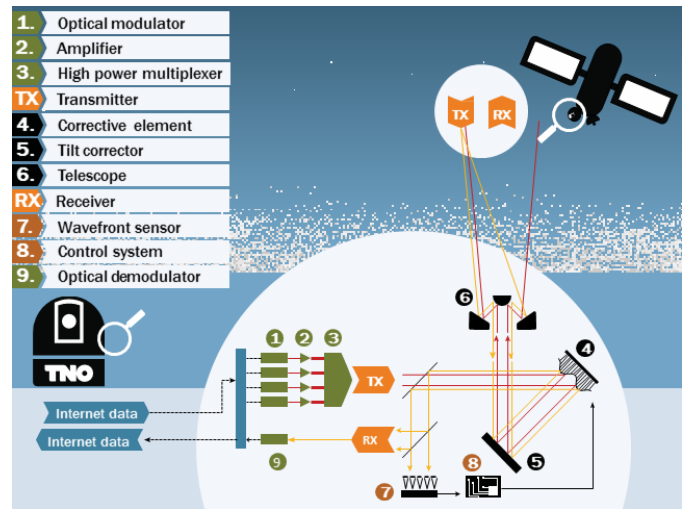 1. Optical modulator
2. Amplifier
3. High power multiplexer
TX Transmitter
4. Corrective element
5. Tilt corrector
6. Telescope
RX Receiver
7. Wavefront sensor
8. Control system
9. Optical demodulator
TX RX
6
1 2 3
4
TNO
TX
Internet data
Internet data
RX
9
5
8
7